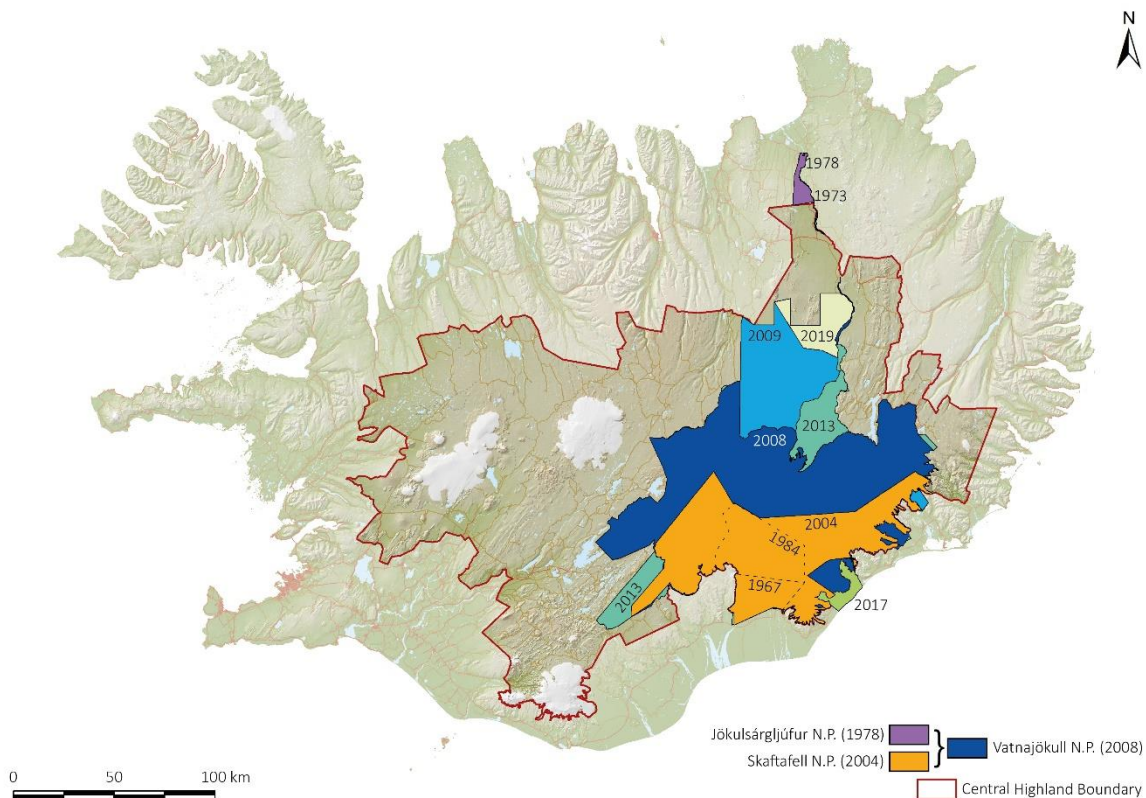 N
1978
1973
2009
2019
2013
2008
2004
1984
2013
1967
2017
Jökulsárgljúfur N.P. (1978)
Skaftafell N.P. (2004)
Vatnajökull N.P. (2008)
Central Highland Boundary
0 50 100 km